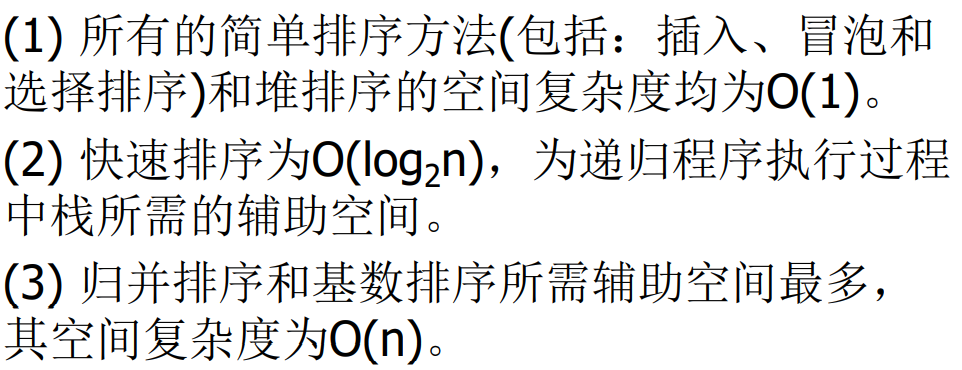 (1) 所有的简单排序方法(包括：插入、冒泡和
选择排序)和堆排序的空间复杂度均为O(1)。
(2) 快速排序为O(log₂n)，为递归程序执行过程
中栈所需的辅助空间。
(3) 归并排序和基数排序所需辅助空间最多，
其空间复杂度为O(n)。